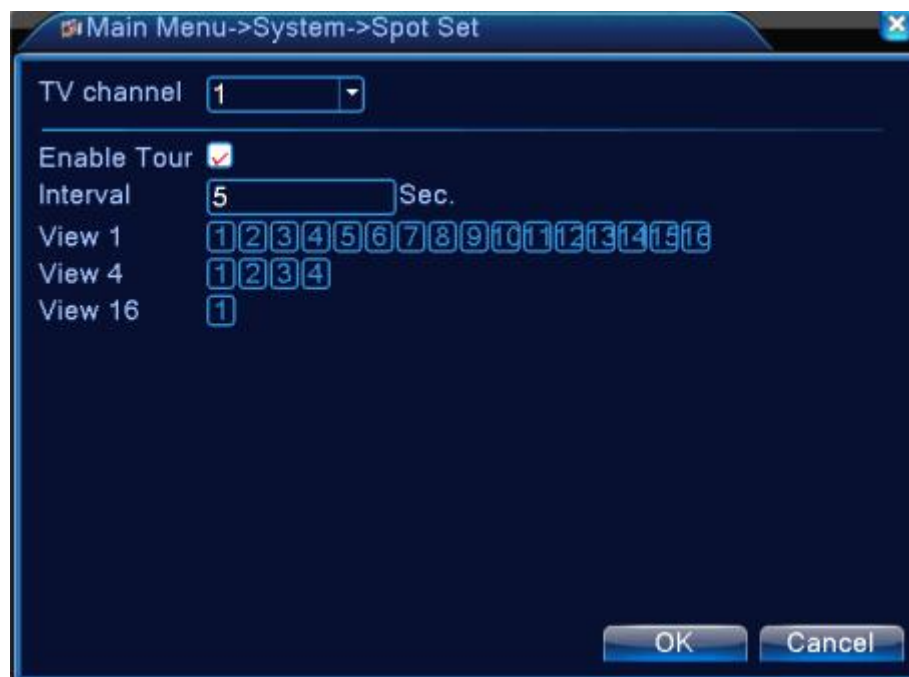 Main Menu->System->Spot Set
TV channel 1
Enable Tour
Interval 5 Sec.
View 1 1 2 3 4 5 6 7 8 9 10 11 12 13 14 15 16
View 4 1 2 3 4
View 16 1
OK Cancel